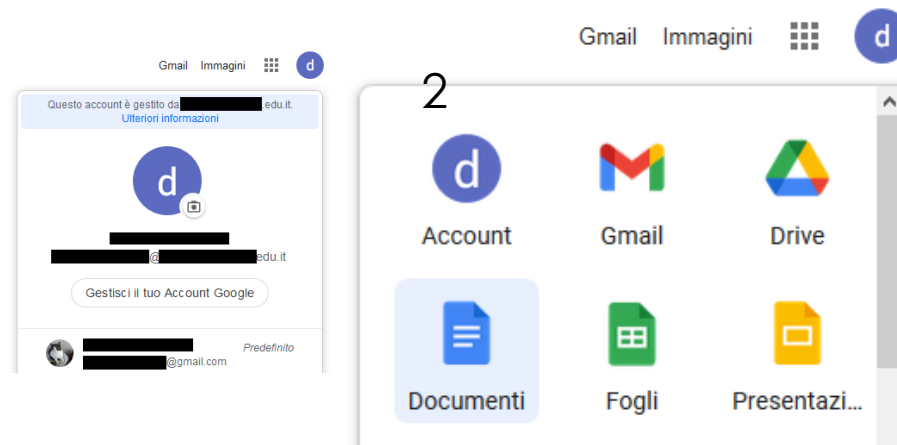 Gmail Immagini d
Questo account è gestito da .edu.it.
Ulteriori informazioni
d
@ edu.it
Gestisci il tuo Account Google
Predefinito
@gmail.com
Gmail Immagini d
2
d
Account Gmail Drive
Documenti Fogli Presentazi...